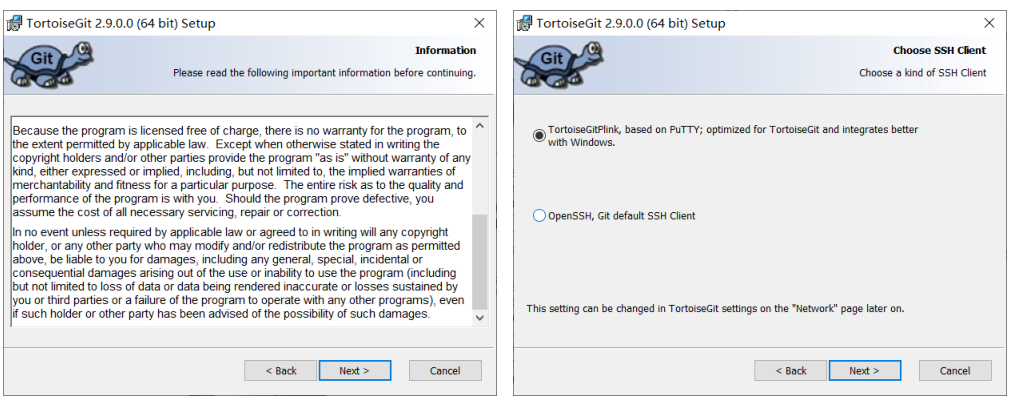 TortoiseGit 2.9.0.0 (64 bit) Setup
Git
Information
Please read the following important information before continuing.
Because the program is licensed free of charge, there is no warranty for the program, to
the extent permitted by applicable law.  Except when otherwise stated in writing the
copyright holders and/or other parties provide the program "as is" without warranty of any
kind, either expressed or implied, including, but not limited to, the implied warranties of
merchantability and fitness for a particular purpose.  The entire risk as to the quality and
performance of the program is with you.  Should the program prove defective, you
assume the cost of all necessary servicing, repair or correction.
In no event unless required by applicable law or agreed to in writing will any copyright
holder, or any other party who may modify and/or redistribute the program as permitted
above, be liable to you for damages, including any general, special, incidental or
consequential damages arising out of the use or inability to use the program (including
but not limited to loss of data or data being rendered inaccurate or losses sustained by
you or third parties or a failure of the program to operate with any other programs), even
if such holder or other party has been advised of the possibility of such damages.
< Back
Next >
Cancel
TortoiseGit 2.9.0.0 (64 bit) Setup
Git
Choose SSH Client
Choose a kind of SSH Client
TortoiseGitPlink, based on PuTTY; optimized for TortoiseGit and integrates better
with Windows.
OpenSSH, Git default SSH Client
This setting can be changed in TortoiseGit settings on the "Network" page later on.
< Back
Next >
Cancel